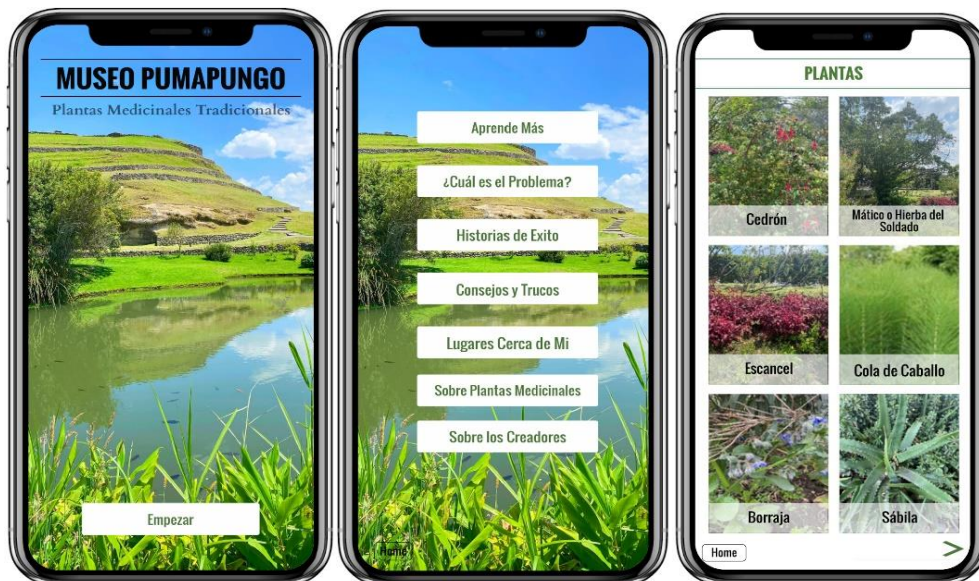 MUSEO PUMAPUNGO
Plantas Medicinales Tradicionales
Empezar
Aprende Más
¿Cuál es el Problema?
Historias de Exito
Consejos y Trucos
Lugares Cerca de Mi
Sobre Plantas Medicinales
Sobre los Creadores
Home
PLANTAS
Cedrón
Mático o Hierba del
Soldado
Escancel
Cola de Caballo
Borraja
Sábila
Home
>